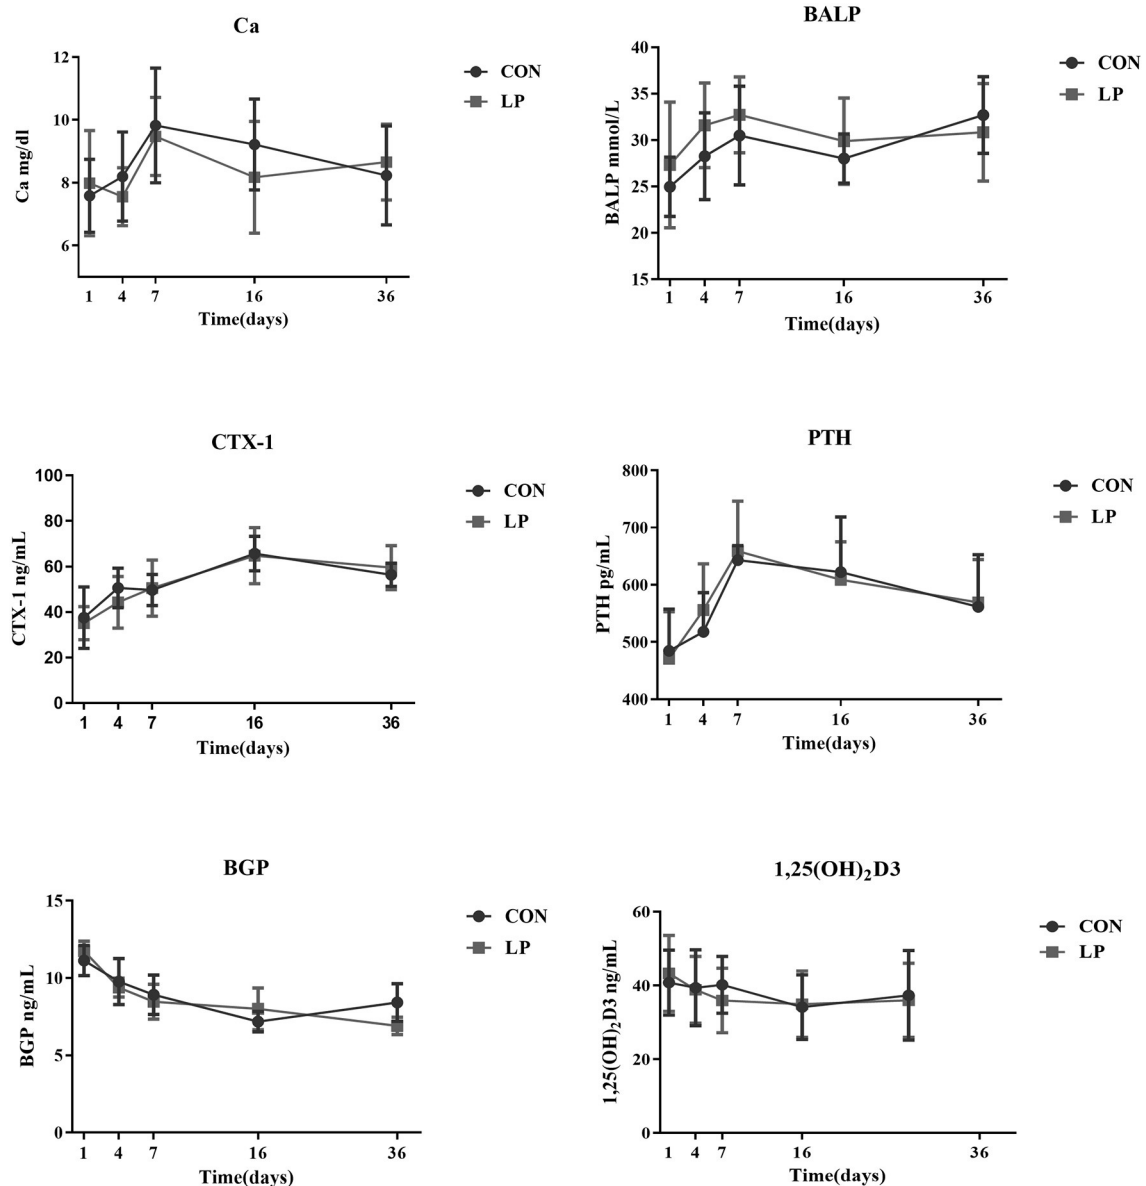 Ca
Ca mg/dl
12
10
8
6
1 4 7 16 36
Time(days)
CON
LP
BALP
BALP mmol/L
40
35
30
25
20
15
1 4 7 16 36
Time(days)
CON
LP
CTX-1
CTX-1 ng/mL
100
80
60
40
20
0
1 4 7 16 36
Time(days)
CON
LP
PTH
PTH pg/mL
800
700
600
500
400
1 4 7 16 36
Time(days)
CON
LP
BGP
BGP ng/mL
15
10
5
0
1 4 7 16 36
Time(days)
CON
LP
1,25(OH)₂D3
1,25(OH)₂D3 ng/mL
60
40
20
0
1 4 7 16 36
Time(days)
CON
LP